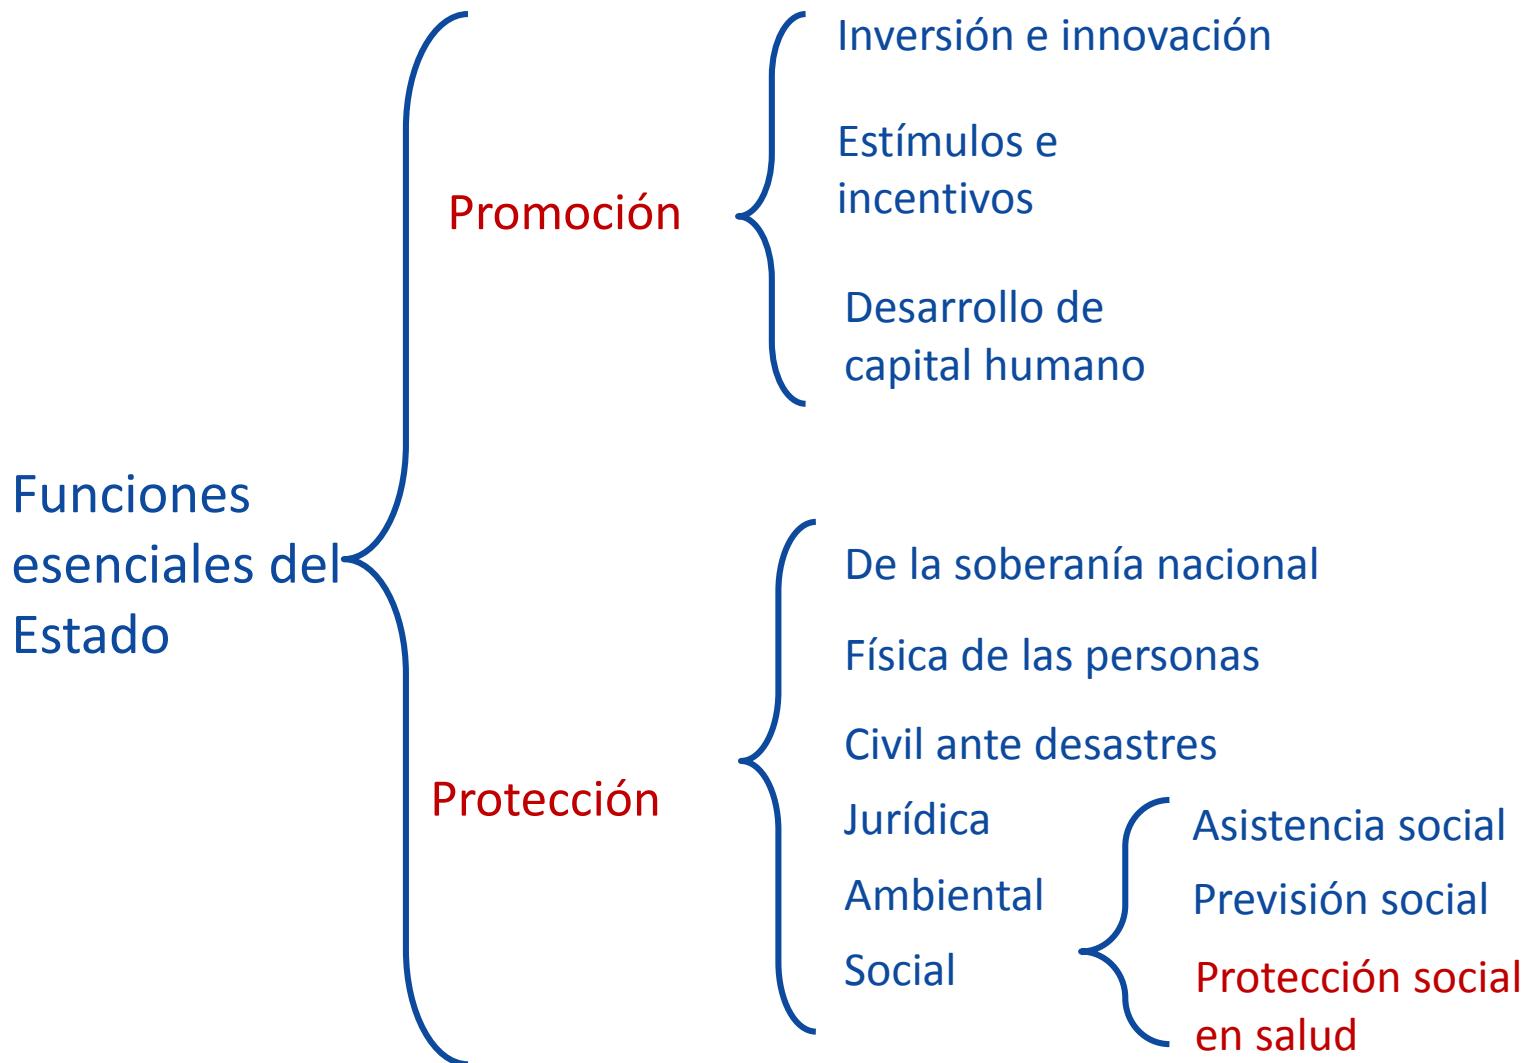 Funciones
esenciales del
Estado
Promoción
Inversión e innovación
Estímulos e
incentivos
Desarrollo de
capital humano
Protección
De la soberanía nacional
Física de las personas
Civil ante desastres
Jurídica
Ambiental
Social
Asistencia social
Previsión social
Protección social
en salud